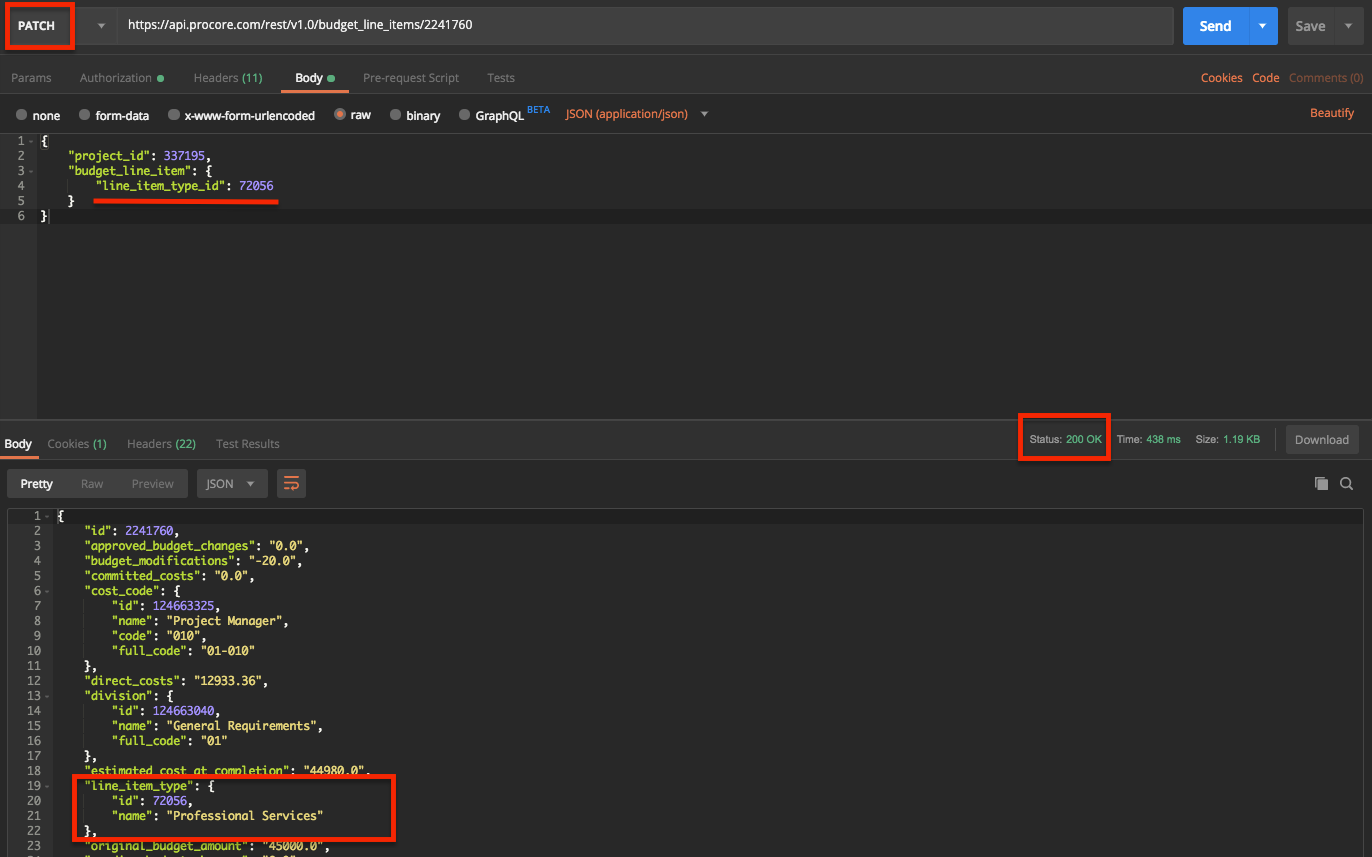 PATCH https://api.procore.com/rest/v1.0/budget_line_items/2241760 Send Save
Params Authorization Headers (11) Body Pre-request Script Tests Cookies Code Comments (0)
none form-data x-www-form-urlencoded raw binary GraphQL BETA JSON (application/json) Beautify
1 {
2 "project_id": 337195,
3 "budget_line_item": {
4 "line_item_type_id": 72056
5 }
6 }
Body Cookies (1) Headers (22) Test Results Status: 200 OK Time: 438 ms Size: 1.19 KB Download
Pretty Raw Preview JSON
1 {
2 "id": 2241760,
3 "approved_budget_changes": "0.0",
4 "budget_modifications": "-20.0",
5 "committed_costs": "0.0",
6 "cost_code": {
7 "id": 124663325,
8 "name": "Project Manager",
9 "code": "010",
10 "full_code": "01-010"
11 },
12 "direct_costs": "12933.36",
13 "division": {
14 "id": 124663040,
15 "name": "General Requirements",
16 "full_code": "01"
17 },
18 "estimated_cost_at_completion": "44980.0",
19 "line_item_type": {
20 "id": 72056,
21 "name": "Professional Services"
22 },
23 "original_budget_amount": "45000.0",